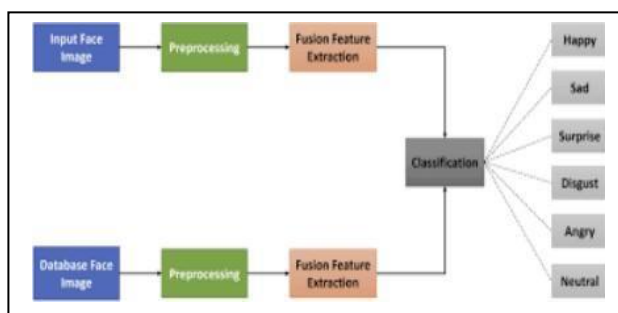 Input Face
Image
Preprocessing
Fusion Feature
Extraction
Happy
Sad
Surprise
Classification
Disgust
Angry
Database Face
Image
Preprocessing
Fusion Feature
Extraction
Neutral